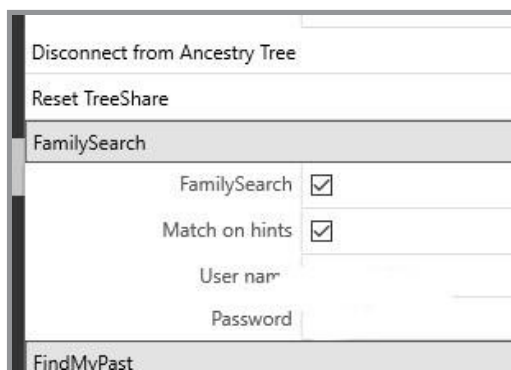 Disconnect from Ancestry Tree
Reset TreeShare
FamilySearch
FamilySearch
Match on hints
User nam
Password
FindMyPast